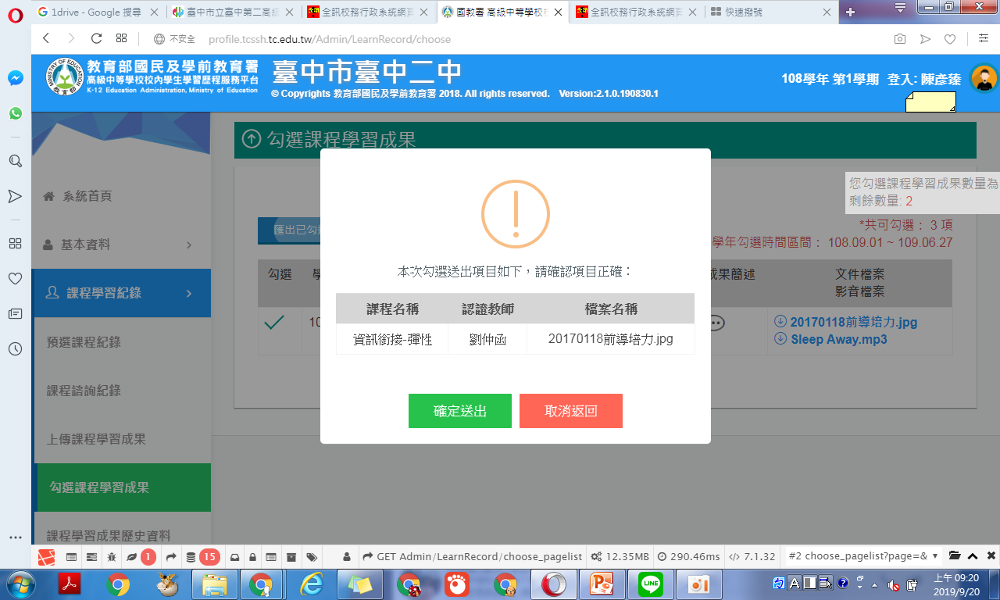 1drive - Google 搜尋
臺中市立臺中第二高級
全訊校務行政系統網頁
國教署 高級中等學校
全訊校務行政系統網頁
快速撥號
不安全
profile.tcssh.tc.edu.tw/Admin/LearnRecord/choose
MINISTRY OF EDUCATION
教育部國民及學前教育署
高級中等學校校內學生學習歷程服務平台
K-12 Education Administration, Ministry of Education
臺中市臺中二中
© Copyrights 教育部國民及學前教育署 2018. All rights reserved. Version:2.1.0.190830.1
108學年 第1學期 登入: 陳彥蓁
勾選課程學習成果
您勾選課程學習成果數量為
剩餘數量: 2
系統首頁
基本資料
課程學習紀錄
預選課程紀錄
課程諮詢紀錄
上傳課程學習成果
勾選課程學習成果
課程學習成果歷史資料
匯出已勾
*共可勾選： 3 項
學年勾選時間區間： 108.09.01 ~ 109.06.27
勾選
成果簡述
文件檔案
影音檔案
10
20170118前導培力.jpg
Sleep Away.mp3
本次勾選送出項目如下，請確認項目正確：
課程名稱 認證教師 檔案名稱
資訊銜接-彈性 劉仲函 20170118前導培力.jpg
確定送出 取消返回
1
15
GET Admin/LearnRecord/choose_pagelist 12.35MB 290.46ms 7.1.32 #2 choose_pagelist?page=&
LINE
A
上午 09:20
2019/9/20